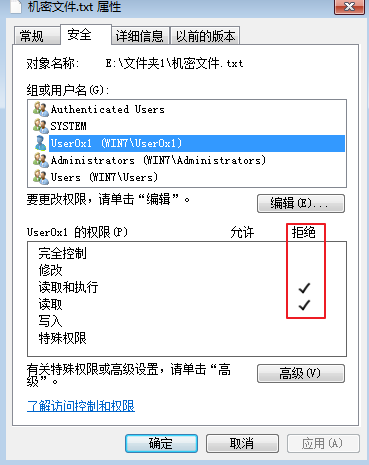 机密文件.txt 属性
常规 安全 详细信息 以前的版本
对象名称: E:\文件夹1\机密文件.txt
组或用户名(G):
Authenticated Users
SYSTEM
UserOx1 (WIN7\UserOx1)
Administrators (WIN7\Administrators)
Users (WIN7\Users)
要更改权限，请单击“编辑”。 编辑(E)...
UserOx1 的权限(P) 允许 拒绝
完全控制
修改
读取和执行
读取
写入
特殊权限
有关特殊权限或高级设置，请单击“高
级”。 高级(V)
了解访问控制和权限
确定 取消 应用(A)